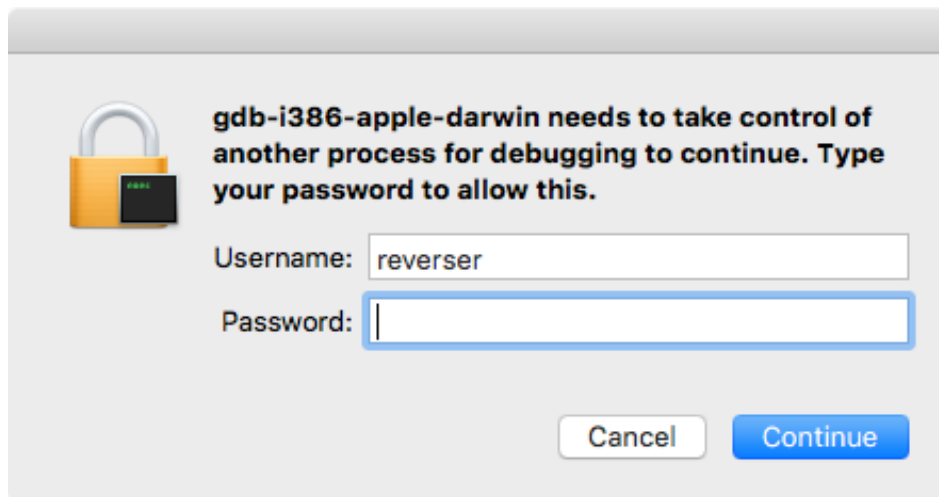 gdb-i386-apple-darwin needs to take control of
another process for debugging to continue. Type
your password to allow this.
Username: reverser
Password:
Cancel Continue